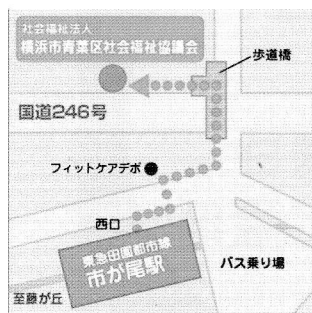 社会福祉法人
横浜市青葉区社会福祉協議会
歩道橋
国道246号
フィットケアデポ
西口
東急田園都市線
市が尾駅
バス乗り場
至藤が丘